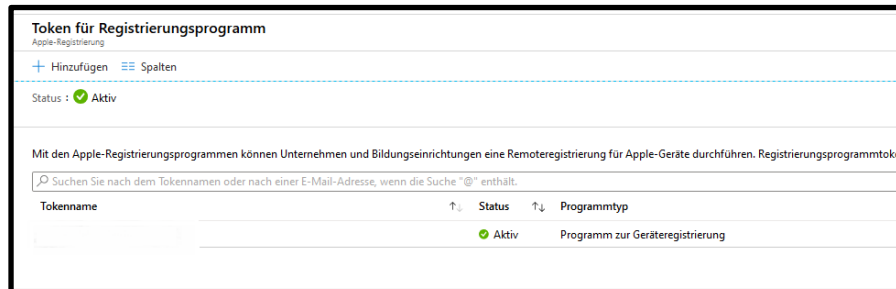 Token für Registrierungsprogramm
Apple-Registrierung
Hinzufügen Spalten
Status : Aktiv
Mit den Apple-Registrierungsprogrammen können Unternehmen und Bildungseinrichtungen eine Remoteregistrierung für Apple-Geräte durchführen. Registrierungsprogrammtok
Suchen Sie nach dem Tokennamen oder nach einer E-Mail-Adresse, wenn die Suche "@" enthält.
Tokenname ↑↓ Status ↑↓ Programmtyp
Aktiv Programm zur Geräteregistrierung